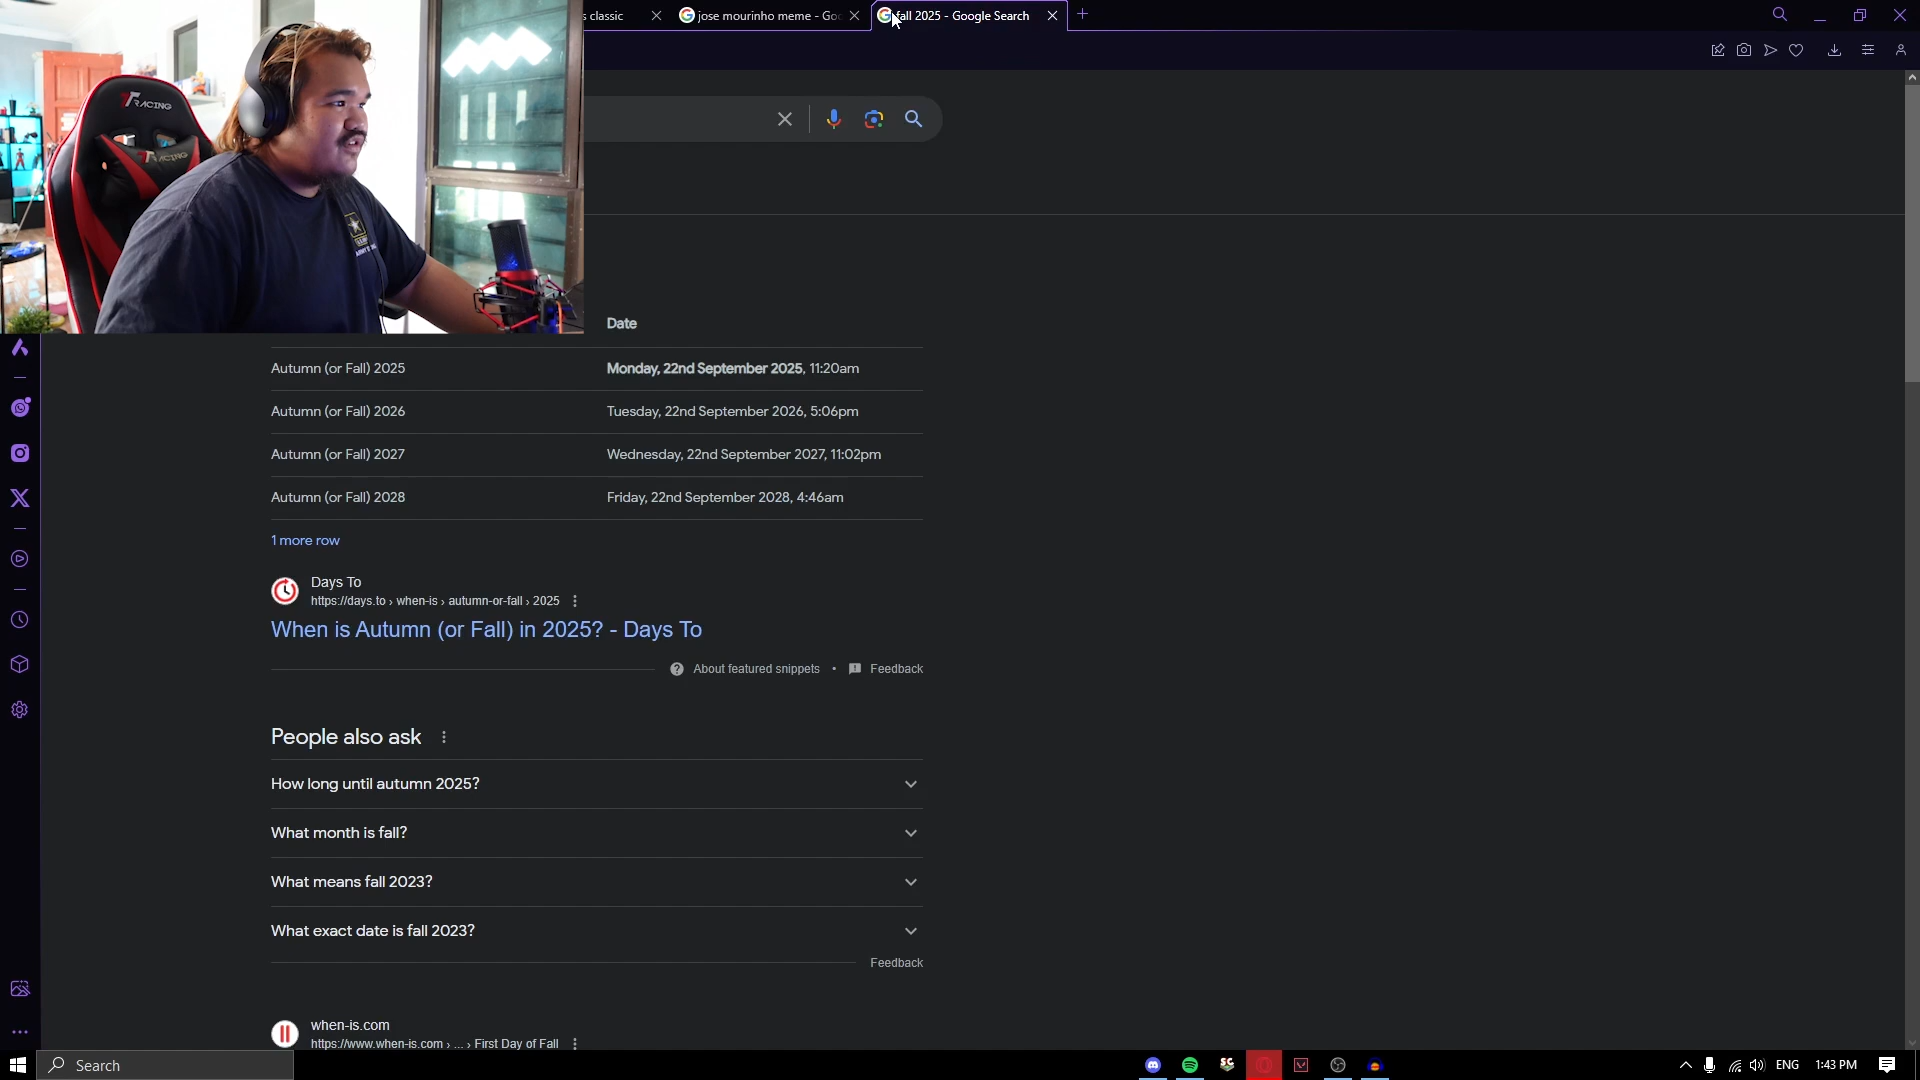 s classic
jose mourinho meme - Goo
fall 2025 - Google Search
T RACING
T RACING
Date
Autumn (or Fall) 2025 Monday, 22nd September 2025, 11:20am
Autumn (or Fall) 2026 Tuesday, 22nd September 2026, 5:06pm
Autumn (or Fall) 2027 Wednesday, 22nd September 2027, 11:02pm
Autumn (or Fall) 2028 Friday, 22nd September 2028, 4:46am
1 more row
Days To
https://days.to › when-is › autumn-or-fall › 2025
When is Autumn (or Fall) in 2025? - Days To
About featured snippets • Feedback
People also ask
How long until autumn 2025?
What month is fall?
What means fall 2023?
What exact date is fall 2023?
Feedback
when-is.com
https://www.when-is.com › ... › First Day of Fall
Search
SC
ENG 1:43 PM